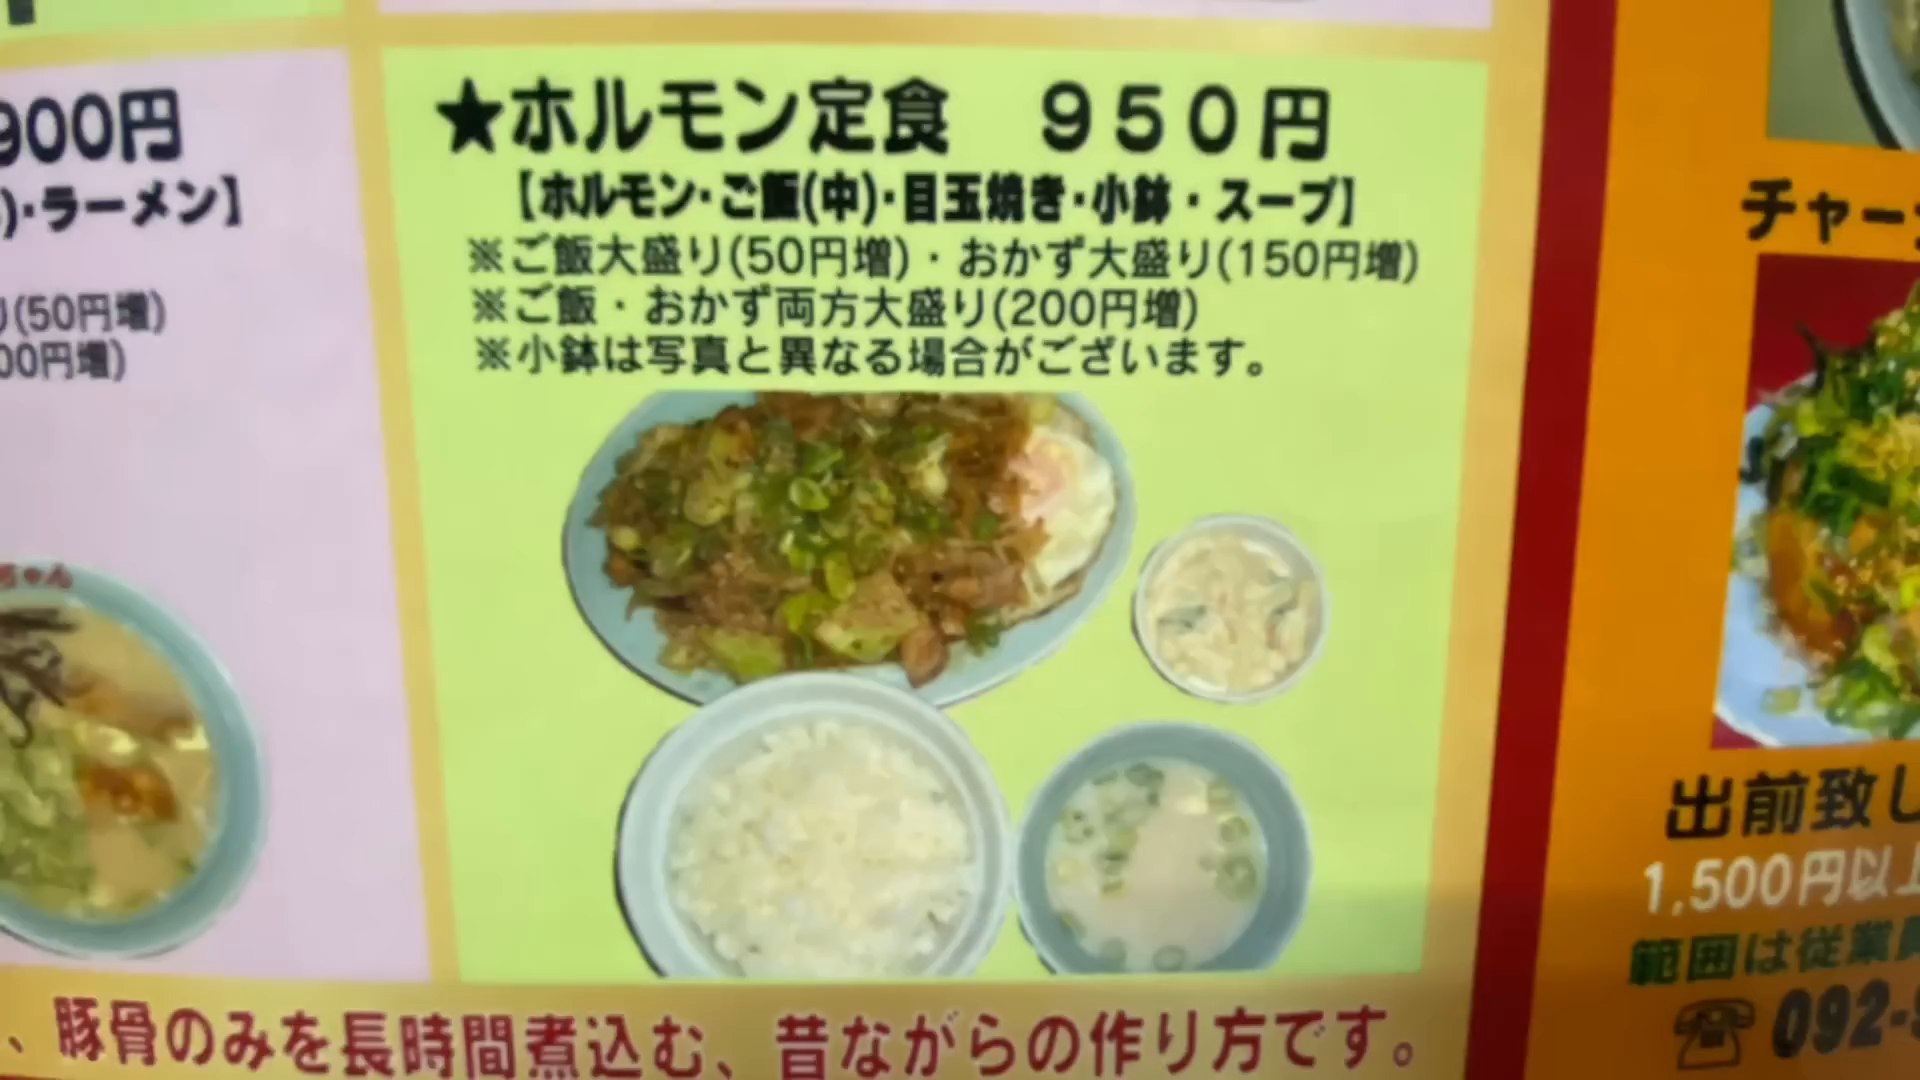 900円
)・ラーメン】
(50円増)
00円増)
ちゃん
★ホルモン定食 950円
【ホルモン・ご飯(中)・目玉焼き・小鉢・スープ】
※ご飯大盛り(50円増)・おかず大盛り(150円増)
※ご飯・おかず両方大盛り(200円増)
※小鉢は写真と異なる場合がございます。
、豚骨のみを長時間煮込む、昔ながらの作り方です。
チャー
出前致し
1,500円以上
範囲は従業員
☎092-